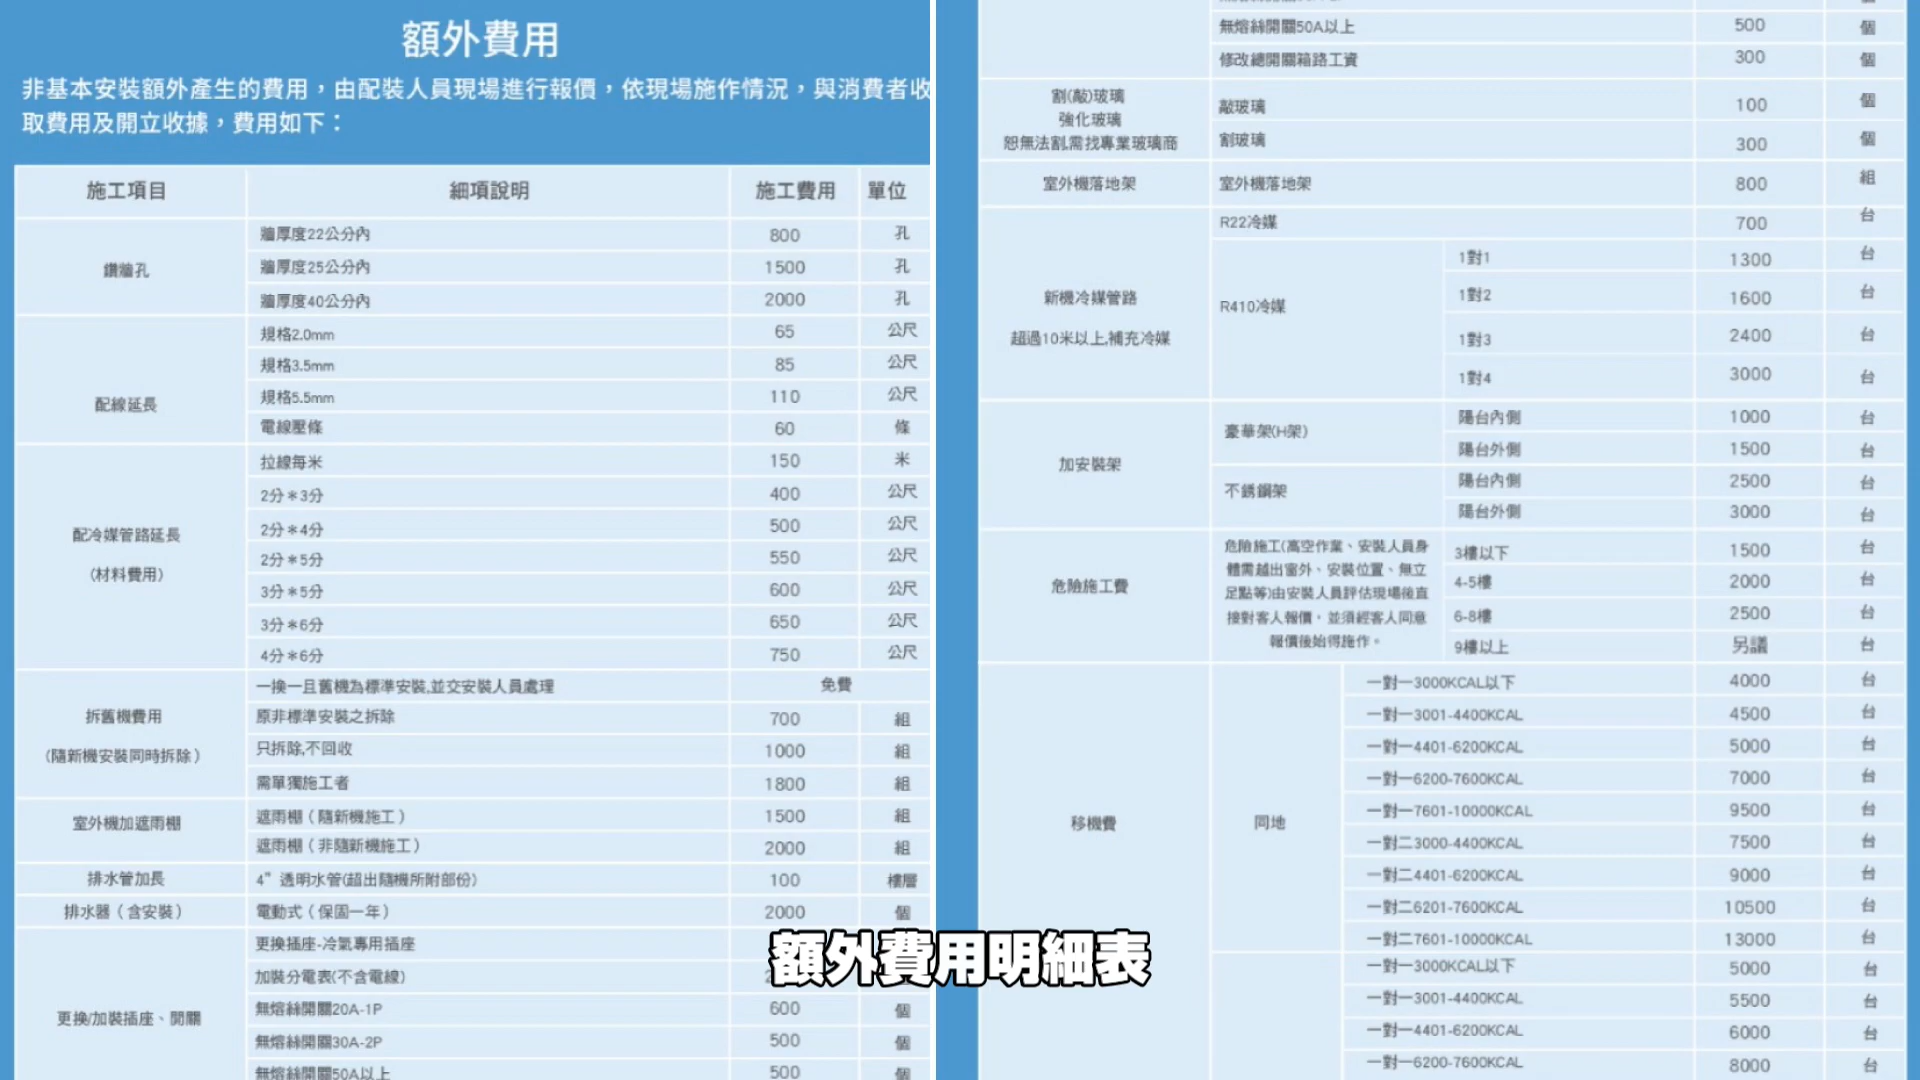 額外費用
非基本安裝額外產生的費用，由配裝人員現場進行報價，依現場施作情況，與消費者收
取費用及開立收據，費用如下：
施工項目 細項說明 施工費用 單位
鑽牆孔
牆厚度22公分內 800 孔
牆厚度25公分內 1500 孔
牆厚度40公分內 2000 孔
配線延長
規格2.0mm 65 公尺
規格3.5mm 85 公尺
規格5.5mm 110 公尺
電線壓條 60 條
配冷媒管路延長
(材料費用)
拉線每米 150 米
2分*3分 400 公尺
2分*4分 500 公尺
2分*5分 550 公尺
3分*5分 600 公尺
3分*6分 650 公尺
4分*6分 750 公尺
拆舊機費用
(隨新機安裝同時拆除)
一換一且舊機為標準安裝,並交安裝人員處理 免費
原非標準安裝之拆除 700 組
只拆除,不回收 1000 組
需單獨施工者 1800 組
室外機加遮雨棚
遮雨棚(隨新機施工) 1500 組
遮雨棚(非隨新機施工) 2000 組
排水管加長 4”透明水管(超出隨機所附部份) 100 樓層
排水器(含安裝) 電動式(保固一年) 2000 個
更換/加裝插座、開關
更換插座-冷氣專用插座
加裝分電表(不含電線)
無熔絲開關20A-1P 600 個
無熔絲開關30A-2P 500 個
無熔絲開關50A以上 500 個
無熔絲開關50A以上 500 個
修改總開關箱路工資 300 個
割(敲)玻璃
強化玻璃
恕無法割,需找專業玻璃商
敲玻璃 100 個
割玻璃 300 個
室外機落地架 室外機落地架 800 組
新機冷媒管路
超過10米以上,補充冷媒
R22冷媒 700 台
R410冷媒
1對1 1300 台
1對2 1600 台
1對3 2400 台
1對4 3000 台
加安裝架
豪華架(H架)
陽台內側 1000 台
陽台外側 1500 台
不銹鋼架
陽台內側 2500 台
陽台外側 3000 台
危險施工費
危險施工(高空作業、安裝人員身
體需越出窗外、安裝位置、無立
足點等)由安裝人員評估現場後直
接對客人報價，並須經客人同意
報價後始得施作。
3樓以下 1500 台
4-5樓 2000 台
6-8樓 2500 台
9樓以上 另議 台
移機費
同地
一對一3000KCAL以下 4000 台
一對一3001-4400KCAL 4500 台
一對一4401-6200KCAL 5000 台
一對一6200-7600KCAL 7000 台
一對一7601-10000KCAL 9500 台
一對二3000-4400KCAL 7500 台
一對二4401-6200KCAL 9000 台
一對二6201-7600KCAL 10500 台
一對二7601-10000KCAL 13000 台
一對一3000KCAL以下 5000 台
一對一3001-4400KCAL 5500 台
一對一4401-6200KCAL 6000 台
一對一6200-7600KCAL 8000 台
額外費用明細表